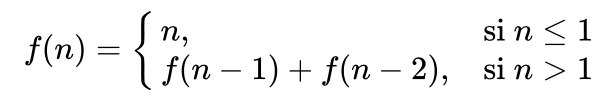 f(n) = { n, si n ≤ 1
f(n − 1) + f(n − 2), si n > 1